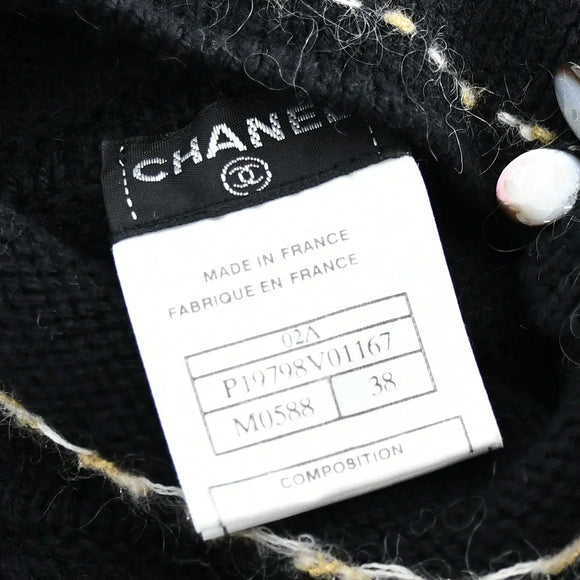 CHANEL
MADE IN FRANCE
FABRIQUE EN FRANCE
02A
P19798V01167
M0588 38
COMPOSITION